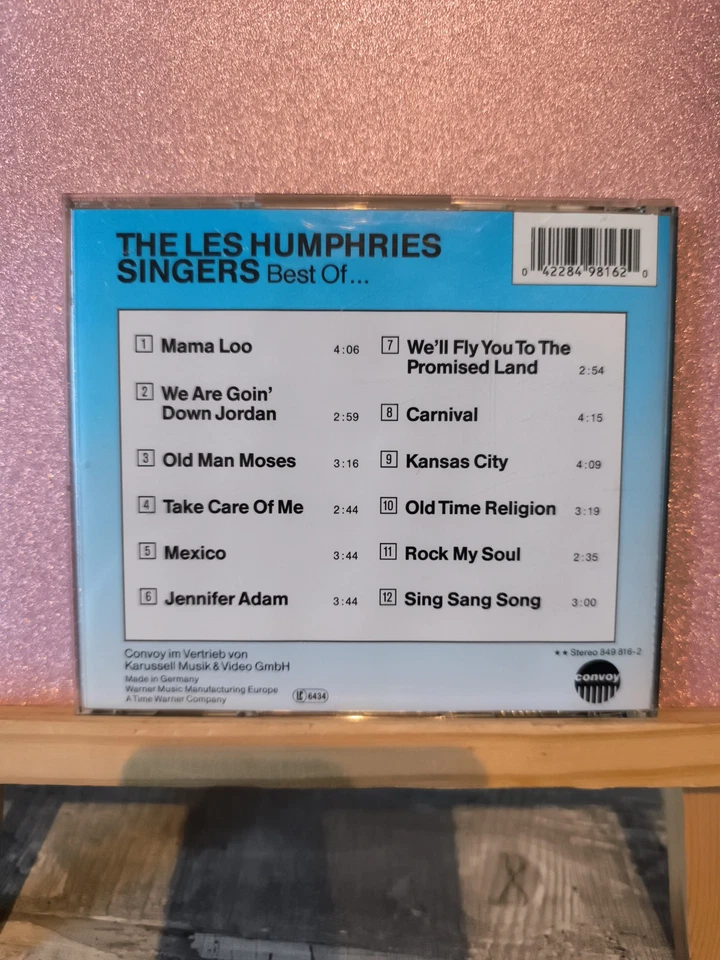 THE LES HUMPHRIES
SINGERS Best Of...
0 42284 98162 0
1 Mama Loo 4:06
2 We Are Goin'
Down Jordan 2:59
3 Old Man Moses 3:16
4 Take Care Of Me 2:44
5 Mexico 3:44
6 Jennifer Adam 3:44
7 We'll Fly You To The
Promised Land 2:54
8 Carnival 4:15
9 Kansas City 4:09
10 Old Time Religion 3:19
11 Rock My Soul 2:35
12 Sing Sang Song 3:00
Convoy im Vertrieb von
Karussell Musik & Video GmbH
Made in Germany
Warner Music Manufacturing Europe
A Time Warner Company
LC 6434
★★ Stereo 849 816-2
convoy
X